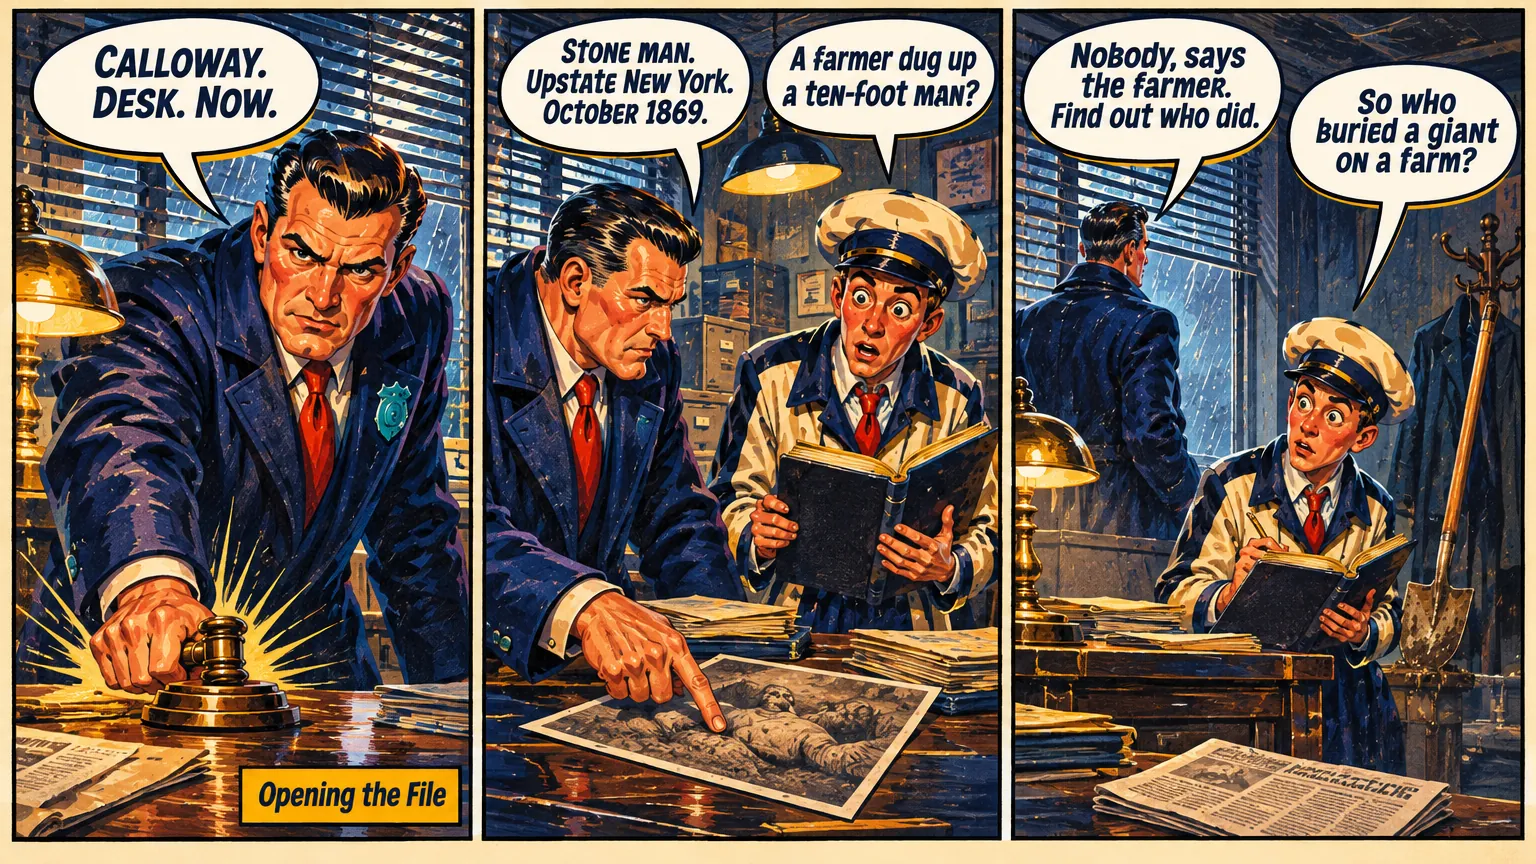 CALLOWAY.
DESK. NOW.
Opening the File
STONE MAN.
UPSTATE NEW YORK.
OCTOBER 1869.
A farmer dug up
a ten-foot man?
Nobody, says
the farmer.
Find out who did.
So who
buried a giant
on a farm?